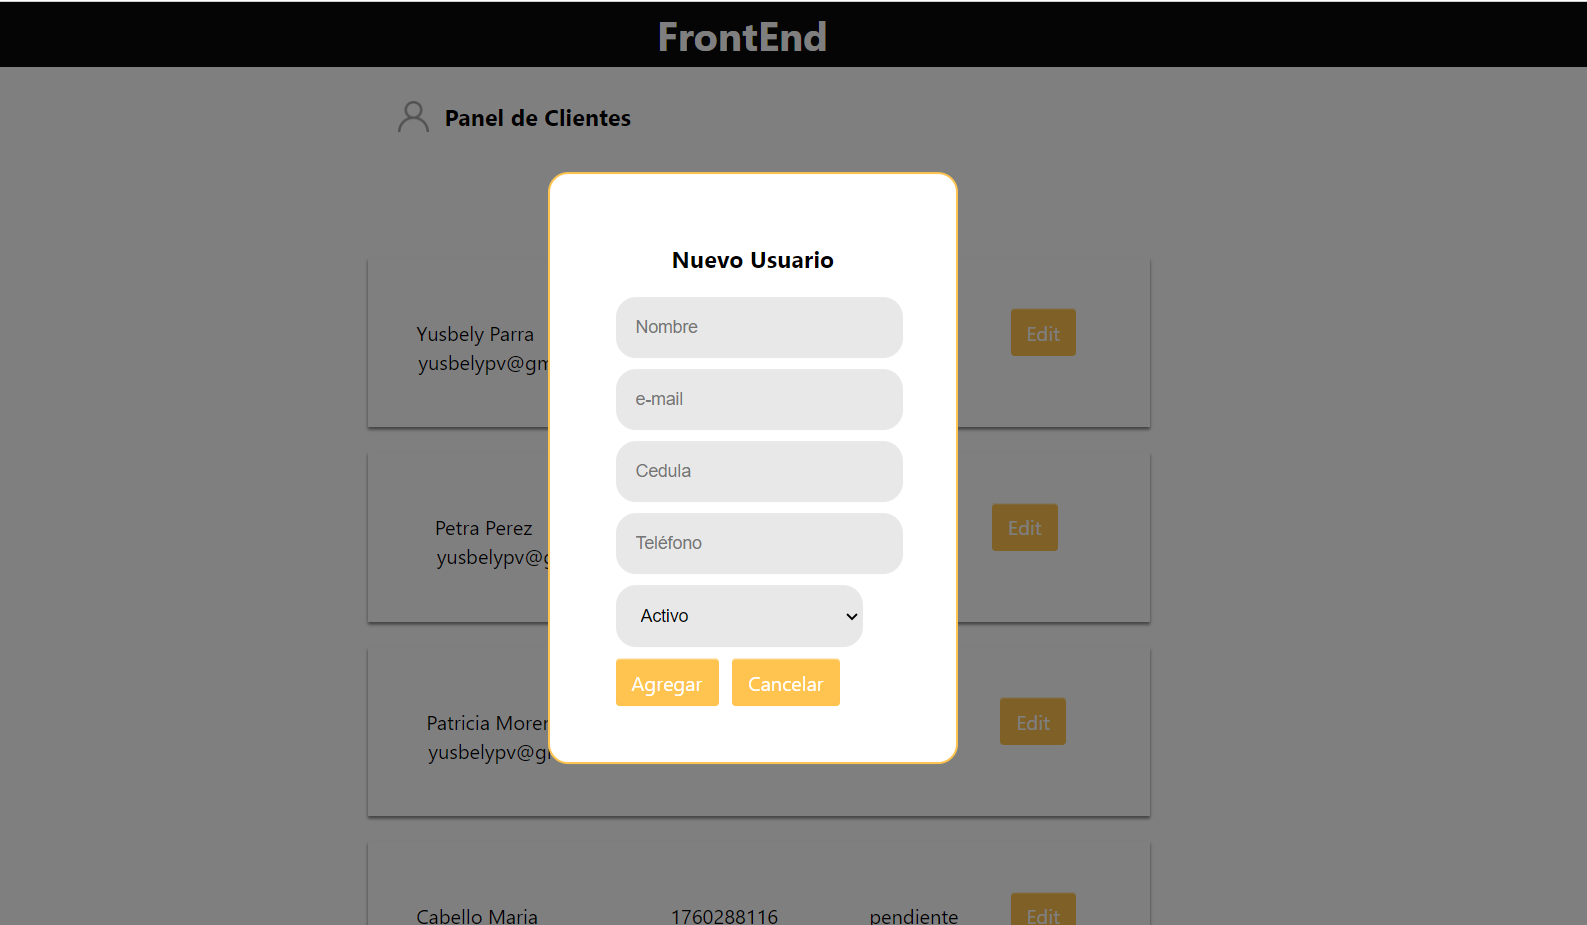 FrontEnd
Panel de Clientes
Nuevo Usuario
Nombre
e-mail
Cedula
Teléfono
Activo
Agregar Cancelar
Yusbely Parra Edit
yusbelypv@gm
Petra Perez Edit
yusbelypv@g
Patricia Moren Edit
yusbelypv@g
Cabello Maria 1760288116 pendiente Edit